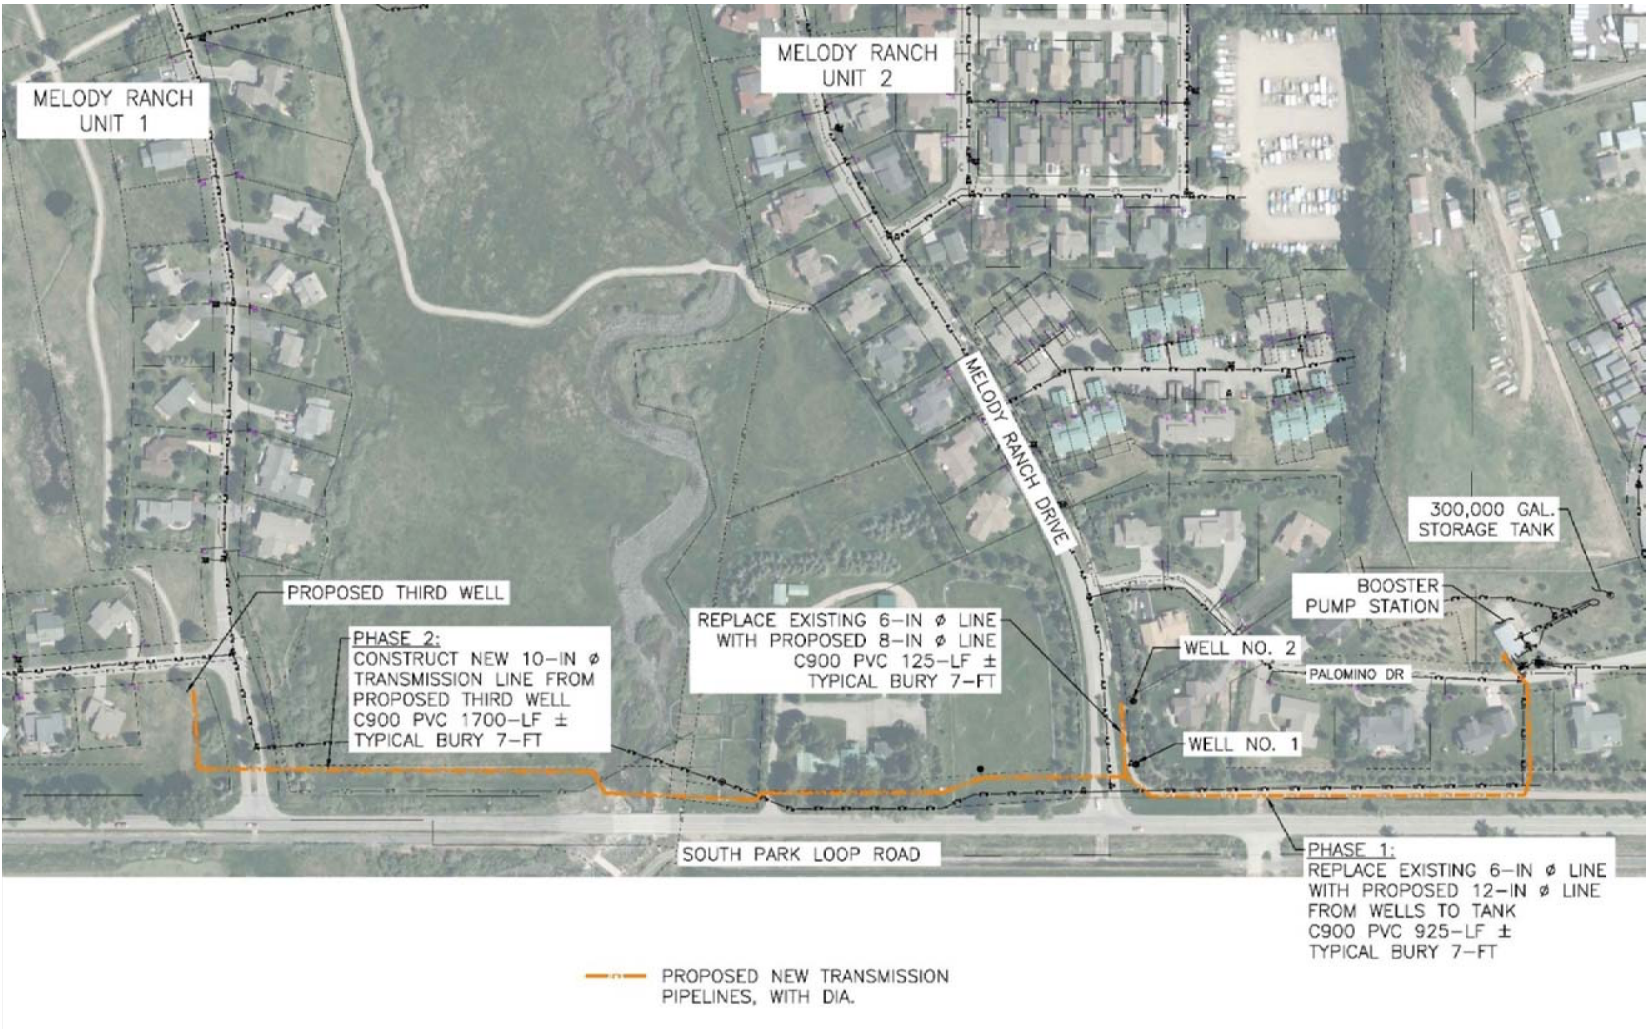 MELODY RANCH
UNIT 1
MELODY RANCH
UNIT 2
MELODY RANCH DRIVE
300,000 GAL.
STORAGE TANK
BOOSTER
PUMP STATION
PROPOSED THIRD WELL
PHASE 2:
CONSTRUCT NEW 10-IN ⌀
TRANSMISSION LINE FROM
PROPOSED THIRD WELL
C900 PVC 1700-LF ±
TYPICAL BURY 7-FT
REPLACE EXISTING 6-IN ⌀ LINE
WITH PROPOSED 8-IN ⌀ LINE
C900 PVC 125-LF ±
TYPICAL BURY 7-FT
WELL NO. 2
PALOMINO DR
WELL NO. 1
SOUTH PARK LOOP ROAD
PHASE 1:
REPLACE EXISTING 6-IN ⌀ LINE
WITH PROPOSED 12-IN ⌀ LINE
FROM WELLS TO TANK
C900 PVC 925-LF ±
TYPICAL BURY 7-FT
PROPOSED NEW TRANSMISSION
PIPELINES, WITH DIA.